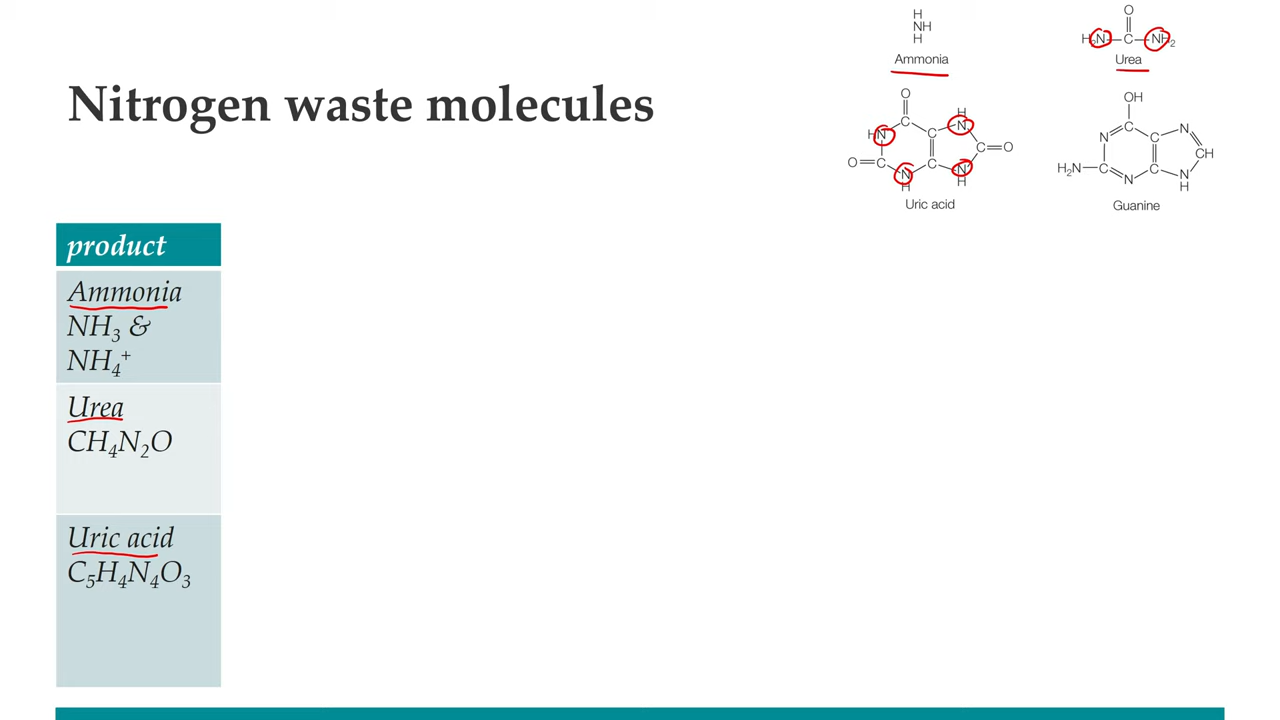 Nitrogen waste molecules
H
NH
H
Ammonia
O
H₂N C NH₂
Urea
O
C
HN
C
H
N
C O
O C
N
H
C
N
H
Uric acid
OH
C
N
C
N
CH
H₂N C
N
C
N
H
Guanine
product
Ammonia
NH₃ &
NH₄⁺
Urea
CH₄N₂O
Uric acid
C₅H₄N₄O₃